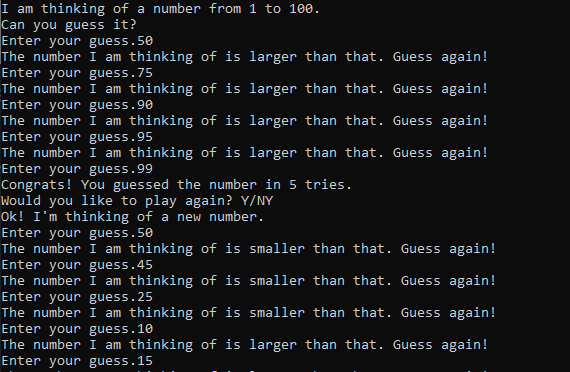 I am thinking of a number from 1 to 100.
Can you guess it?
Enter your guess.50
The number I am thinking of is larger than that. Guess again!
Enter your guess.75
The number I am thinking of is larger than that. Guess again!
Enter your guess.90
The number I am thinking of is larger than that. Guess again!
Enter your guess.95
The number I am thinking of is larger than that. Guess again!
Enter your guess.99
Congrats! You guessed the number in 5 tries.
Would you like to play again? Y/NY
Ok! I'm thinking of a new number.
Enter your guess.50
The number I am thinking of is smaller than that. Guess again!
Enter your guess.45
The number I am thinking of is smaller than that. Guess again!
Enter your guess.25
The number I am thinking of is smaller than that. Guess again!
Enter your guess.10
The number I am thinking of is larger than that. Guess again!
Enter your guess.15